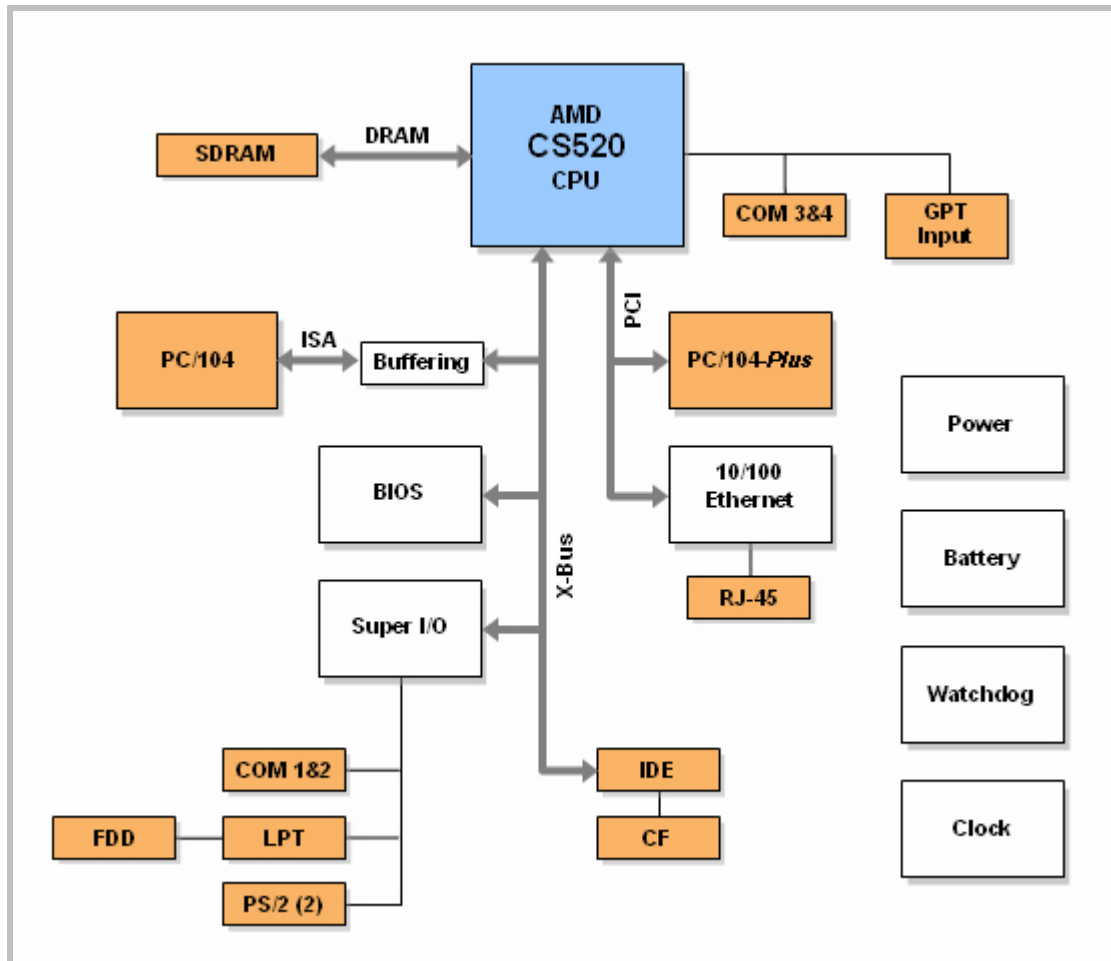 AMD
CS520
CPU
DRAM
SDRAM
COM 3&4
GPT
Input
PCI
ISA
PC/104
Buffering
PC/104-Plus
Power
BIOS
10/100
Ethernet
X-Bus
Battery
RJ-45
Super I/O
Watchdog
COM 1&2
IDE
FDD
LPT
CF
Clock
PS/2 (2)